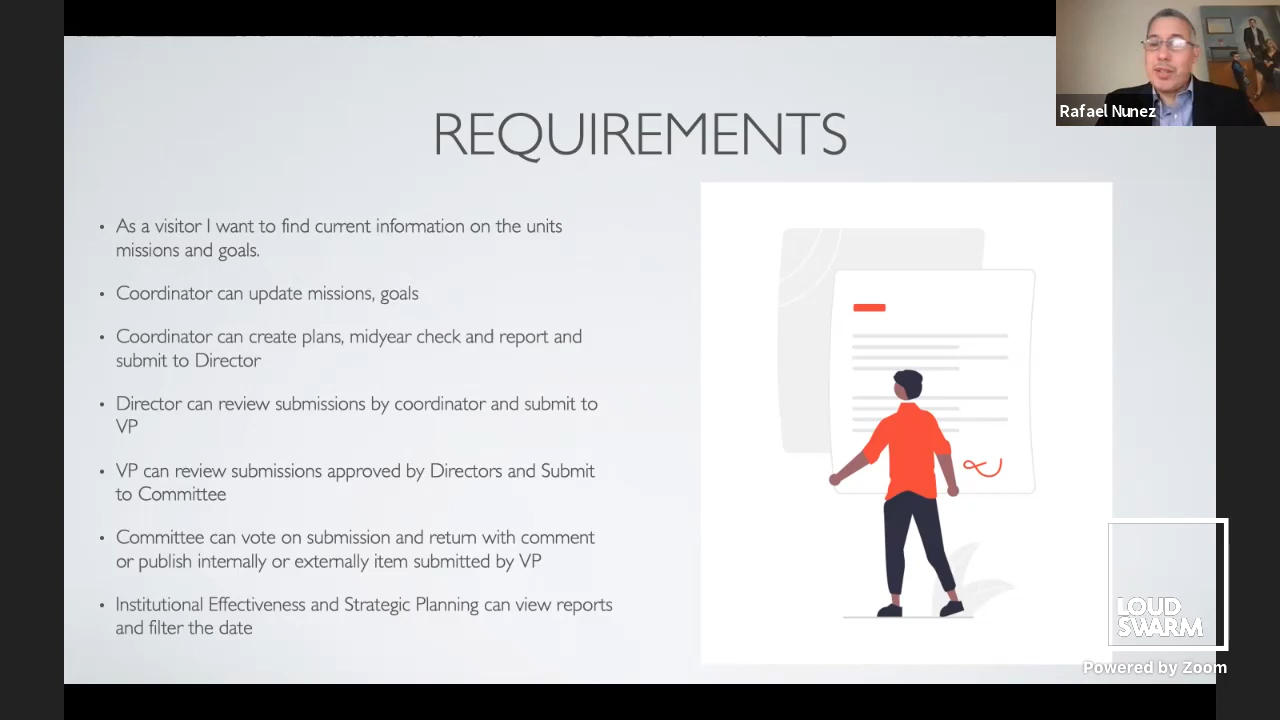 Rafael Nunez
REQUIREMENTS
• As a visitor I want to find current information on the units
missions and goals.
• Coordinator can update missions, goals
• Coordinator can create plans, midyear check and report and
submit to Director
• Director can review submissions by coordinator and submit to
VP
• VP can review submissions approved by Directors and Submit
to Committee
• Committee can vote on submission and return with comment
or publish internally or externally item submitted by VP
• Institutional Effectiveness and Strategic Planning can view reports
and filter the date
LOUD
SWARM
Powered by Zoom